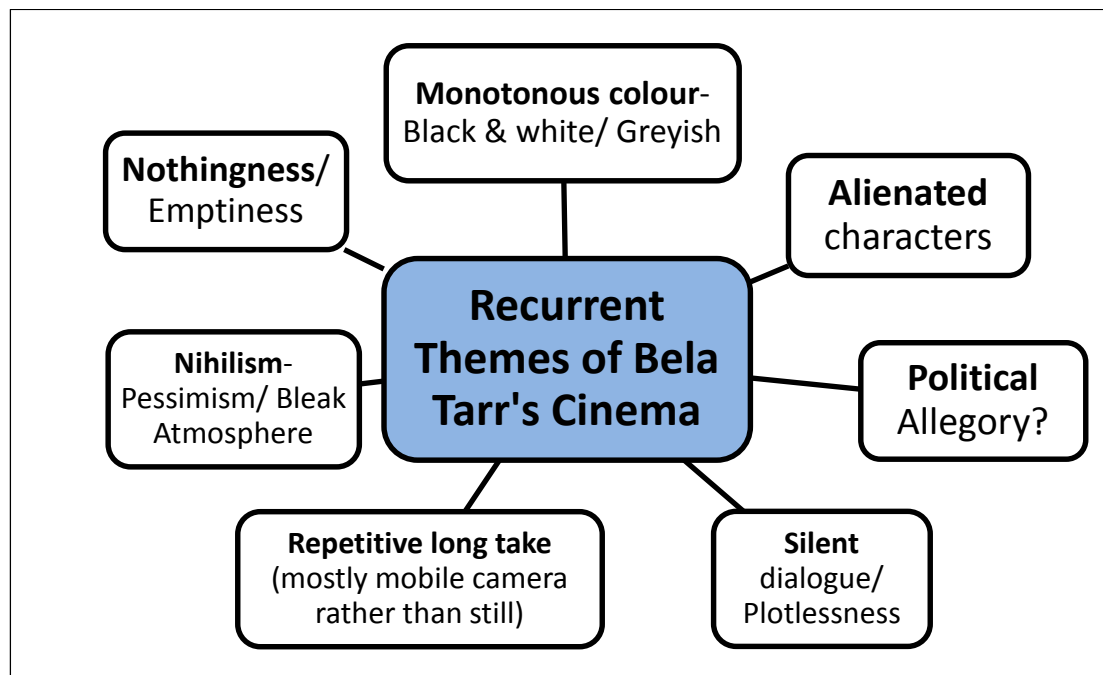 Monotonous colour-
Black & white/ Greyish
Nothingness/
Emptiness
Alienated
characters
Recurrent
Themes of Bela
Tarr's Cinema
Nihilism-
Pessimism/ Bleak
Atmosphere
Political
Allegory?
Repetitive long take
(mostly mobile camera
rather than still)
Silent
dialogue/
Plotlessness